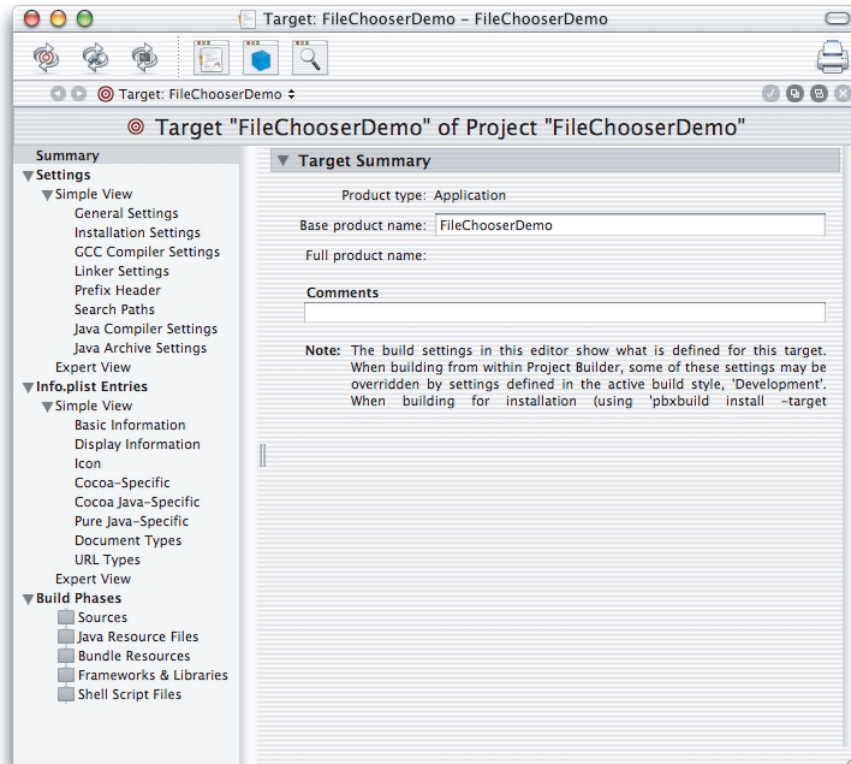 Target: FileChooserDemo – FileChooserDemo
Target: FileChooserDemo
Target "FileChooserDemo" of Project "FileChooserDemo"
Summary
Settings
Simple View
General Settings
Installation Settings
GCC Compiler Settings
Linker Settings
Prefix Header
Search Paths
Java Compiler Settings
Java Archive Settings
Expert View
Info.plist Entries
Simple View
Basic Information
Display Information
Icon
Cocoa-Specific
Cocoa Java-Specific
Pure Java-Specific
Document Types
URL Types
Expert View
Build Phases
Sources
Java Resource Files
Bundle Resources
Frameworks & Libraries
Shell Script Files
Target Summary
Product type: Application
Base product name: FileChooserDemo
Full product name:
Comments
Note: The build settings in this editor show what is defined for this target.
When building from within Project Builder, some of these settings may be
overridden by settings defined in the active build style, 'Development'.
When building for installation (using 'pbxbuild install -target